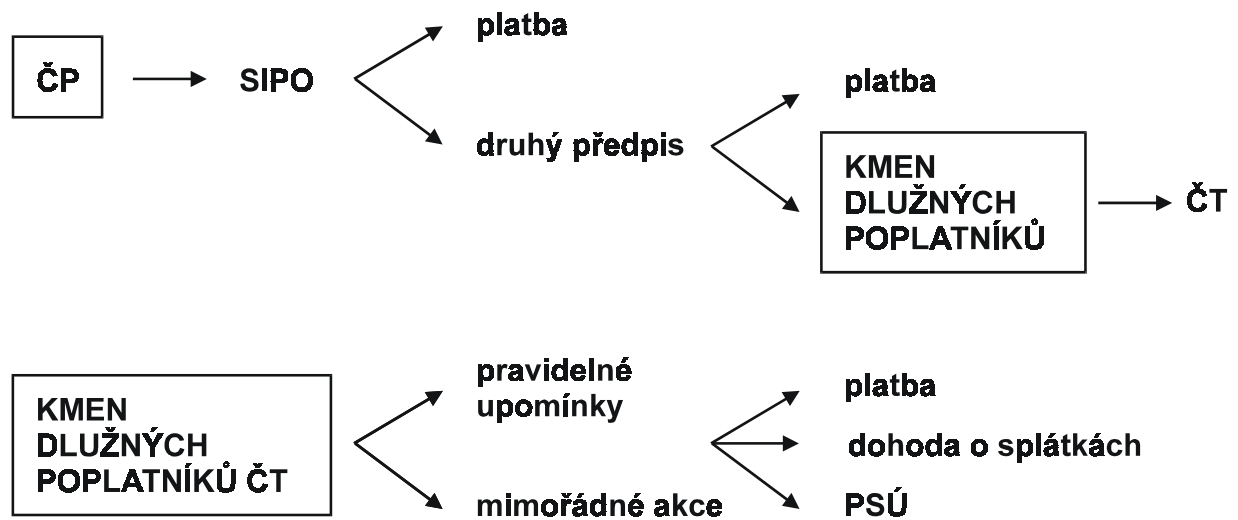 platba
ČP
SIPO
platba
druhý předpis
KMEN
DLUŽNÝCH
POPLATNÍKŮ
ČT
pravidelné
upomínky
platba
KMEN
DLUŽNÝCH
POPLATNÍKŮ ČT
dohoda o splátkách
mimořádné akce
PSÚ